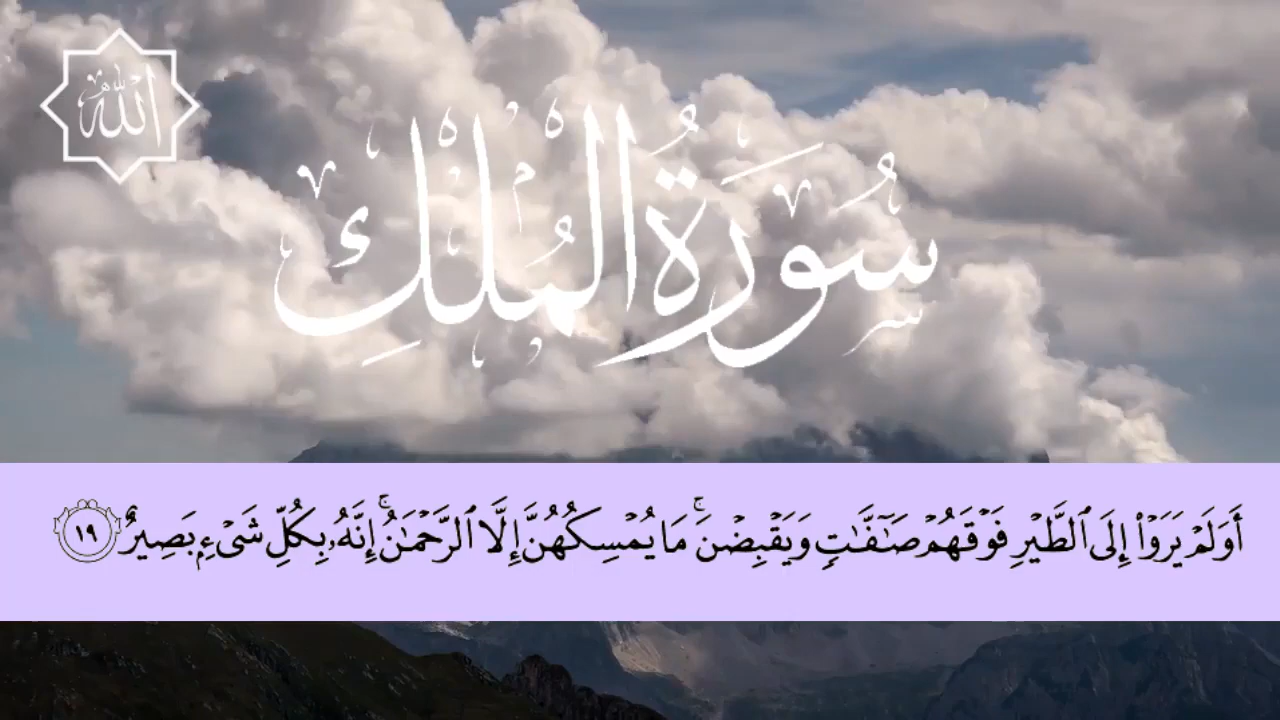 الله
سُورَةُ المُلْكِ
أَوَلَمْ يَرَوْا۟ إِلَى ٱلطَّيْرِ فَوْقَهُمْ صَـٰٓفَّـٰتٍ وَيَقْبِضْنَ ۚ مَا يُمْسِكُهُنَّ إِلَّا ٱلرَّحْمَـٰنُ ۚ إِنَّهُۥ بِكُلِّ شَىْءٍۭ بَصِيرٌ ١٩